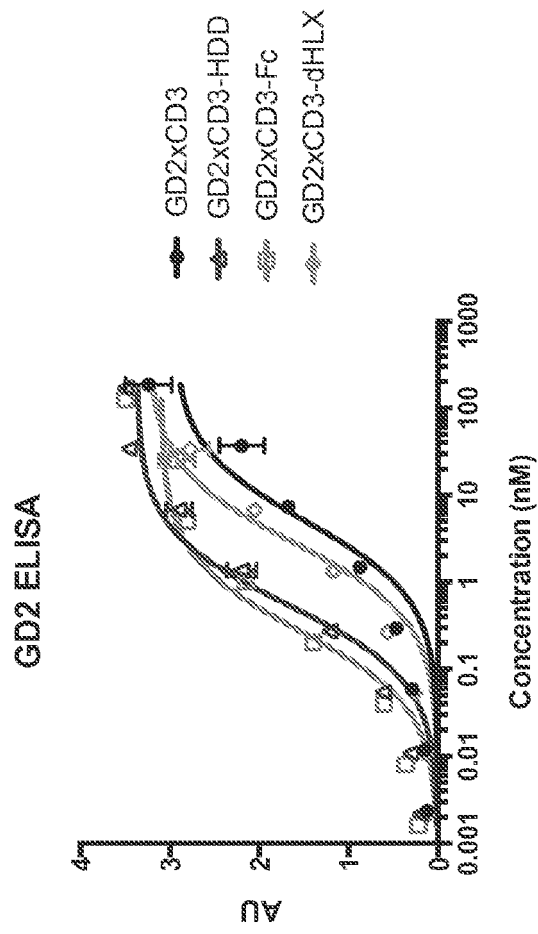 GD2 ELISA
4
3
2
1
0
AU
0.001
0.01
0.1
1
10
100
1000
Concentration (nM)
GD2xCD3
GD2xCD3-HDD
GD2xCD3-Fc
GD2xCD3-dHLX